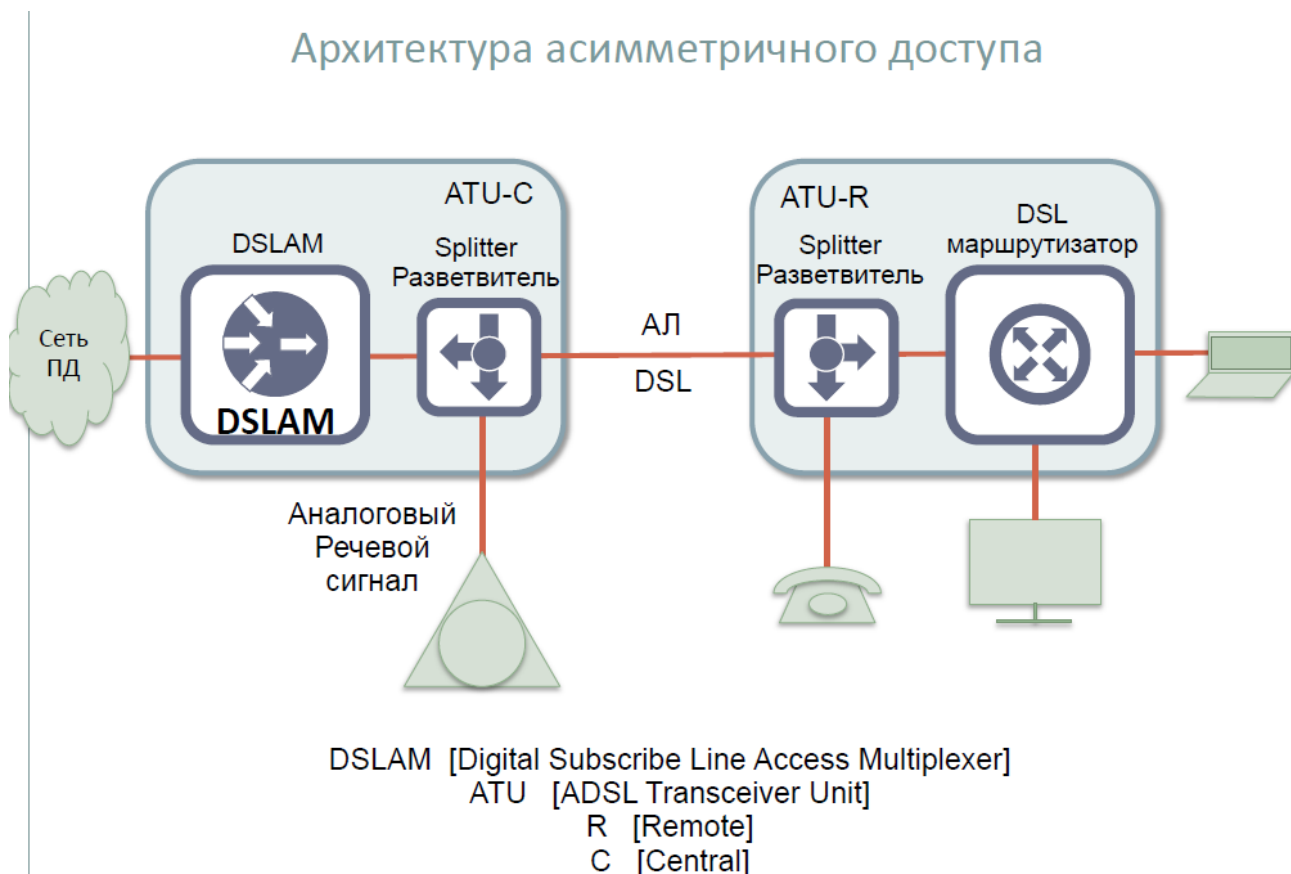 Архитектура асимметричного доступа
ATU-C
DSLAM
Splitter
Разветвитель
ATU-R
Splitter
Разветвитель
DSL
маршрутизатор
Сеть
ПД
DSLAM
АЛ
DSL
Аналоговый
Речевой
сигнал
DSLAM [Digital Subscribe Line Access Multiplexer]
ATU [ADSL Transceiver Unit]
R [Remote]
C [Central]